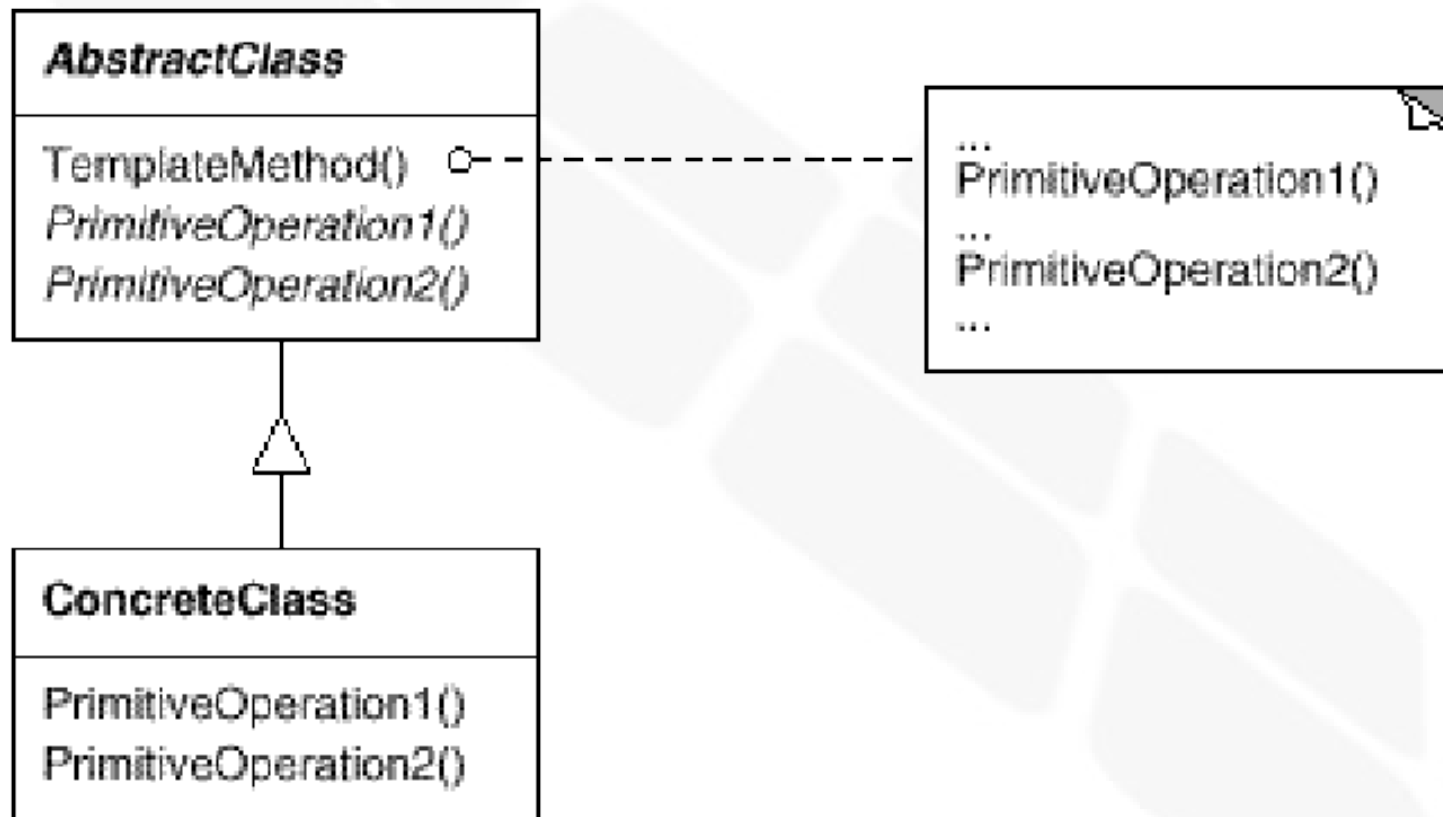 AbstractClass
TemplateMethod()
PrimitiveOperation1()
PrimitiveOperation2()
...
PrimitiveOperation1()
...
PrimitiveOperation2()
...
ConcreteClass
PrimitiveOperation1()
PrimitiveOperation2()